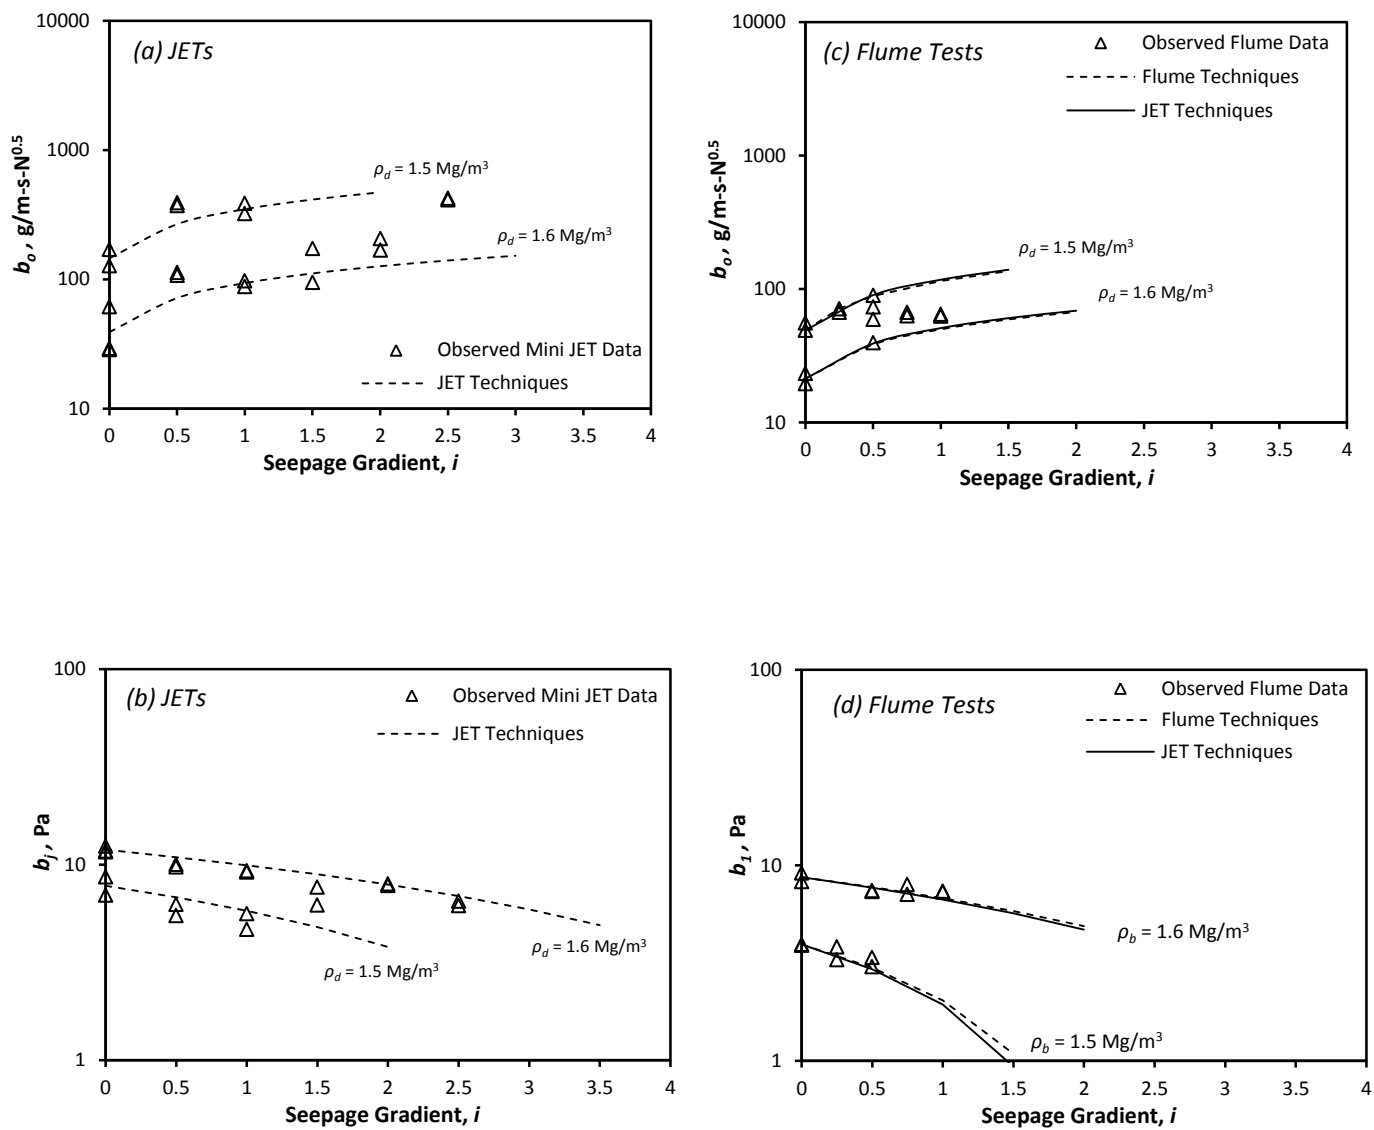 (a) JETs
10000
1000
100
10
b₀ , g/m-s-N^0.5
ρd = 1.5 Mg/m³
ρd = 1.6 Mg/m³
Observed Mini JET Data
JET Techniques
0 0.5 1 1.5 2 2.5 3 3.5 4
Seepage Gradient, i
(c) Flume Tests
10000
1000
100
10
b₀ , g/m-s-N^0.5
Observed Flume Data
Flume Techniques
JET Techniques
ρd = 1.5 Mg/m³
ρd = 1.6 Mg/m³
0 0.5 1 1.5 2 2.5 3 3.5 4
Seepage Gradient, i
(b) JETs
100
10
1
bj , Pa
Observed Mini JET Data
JET Techniques
ρd = 1.6 Mg/m³
ρd = 1.5 Mg/m³
0 0.5 1 1.5 2 2.5 3 3.5 4
Seepage Gradient, i
(d) Flume Tests
100
10
1
b₁ , Pa
Observed Flume Data
Flume Techniques
JET Techniques
ρb = 1.6 Mg/m³
ρb = 1.5 Mg/m³
0 0.5 1 1.5 2 2.5 3 3.5 4
Seepage Gradient, i